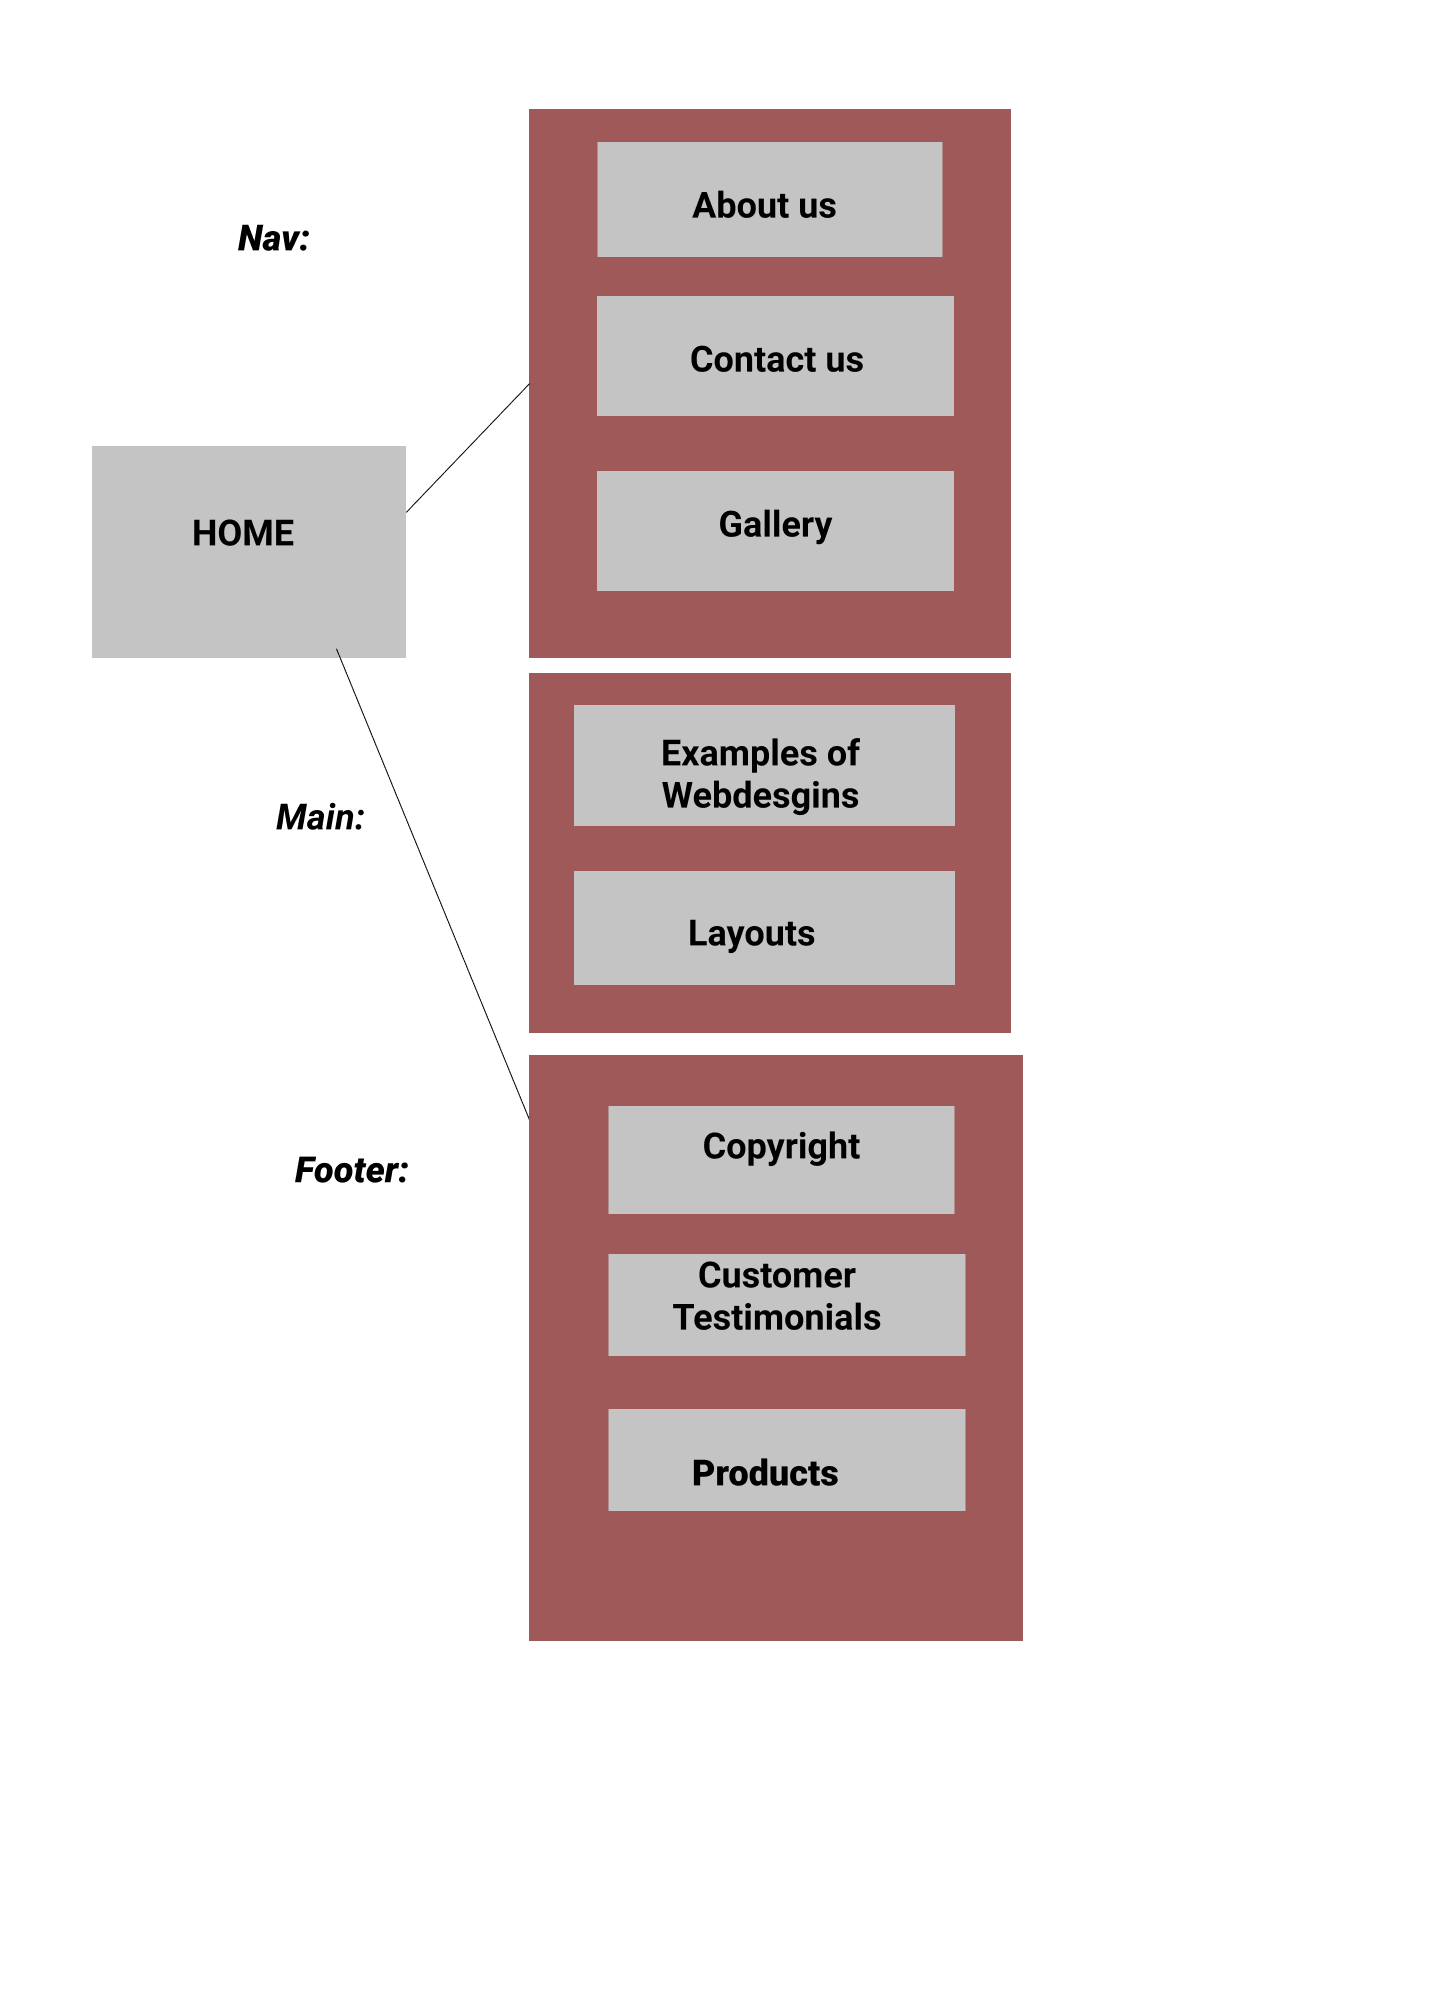 Nav:
About us
Contact us
Gallery
HOME
Main:
Examples of
Webdesgins
Layouts
Footer:
Copyright
Customer
Testimonials
Products